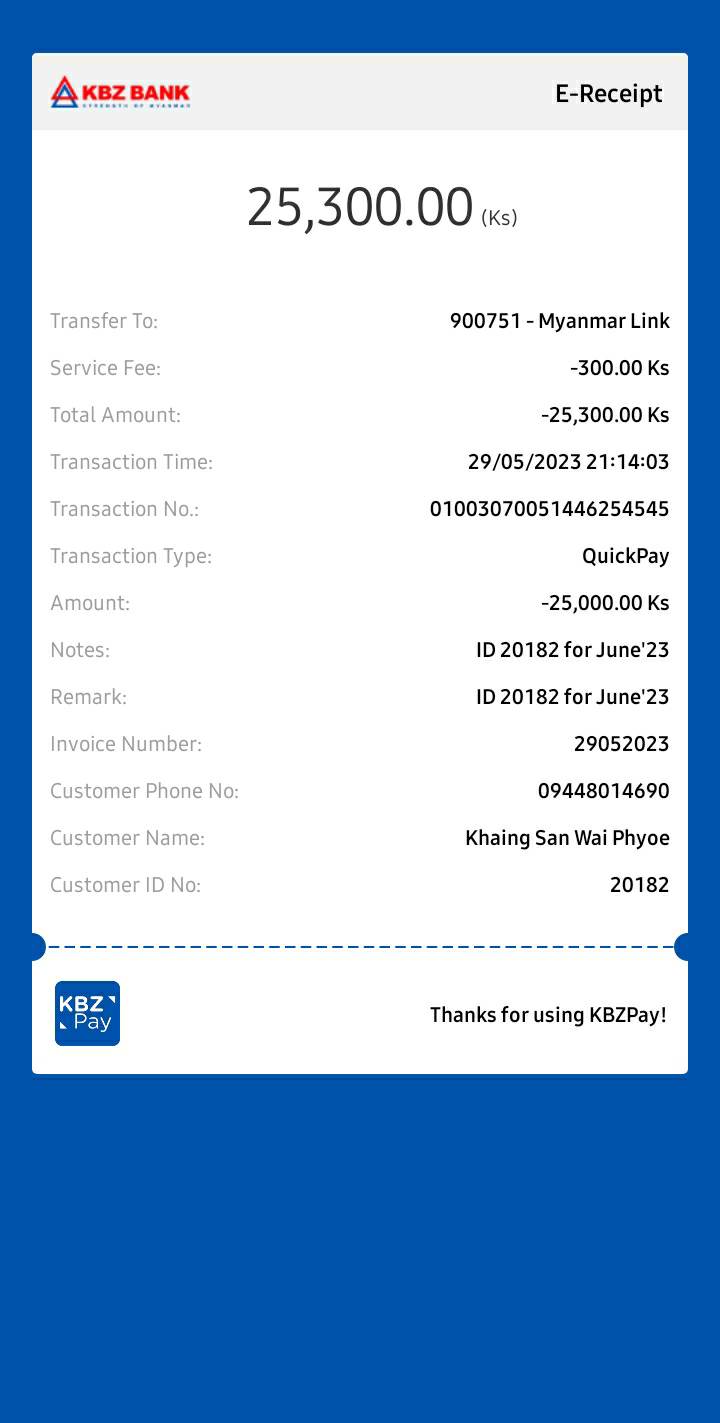 KBZ BANK
STRENGTH OF MYANMAR
E-Receipt
25,300.00 (Ks)
Transfer To: 900751 - Myanmar Link
Service Fee: -300.00 Ks
Total Amount: -25,300.00 Ks
Transaction Time: 29/05/2023 21:14:03
Transaction No.: 01003070051446254545
Transaction Type: QuickPay
Amount: -25,000.00 Ks
Notes: ID 20182 for June'23
Remark: ID 20182 for June'23
Invoice Number: 29052023
Customer Phone No: 09448014690
Customer Name: Khaing San Wai Phyoe
Customer ID No: 20182
KBZ
Pay
Thanks for using KBZPay!